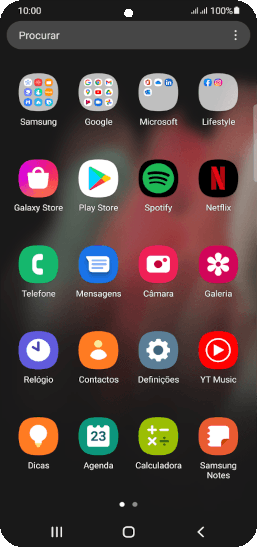 10:00
100%
Procurar
Samsung
Google
Microsoft
Lifestyle
Galaxy Store
Play Store
Spotify
Netflix
Telefone
Mensagens
Câmara
Galeria
Relógio
Contactos
Definições
YT Music
23
Dicas
Agenda
Calculadora
Samsung
Notes